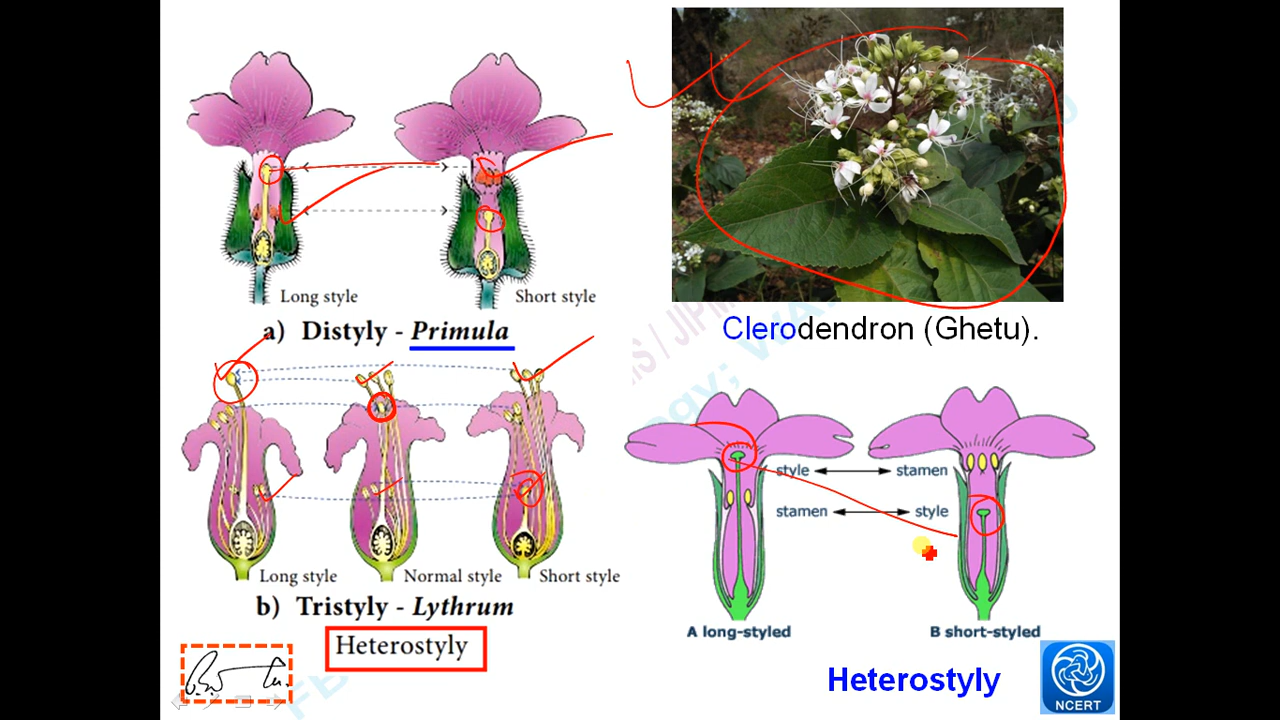 Long style
Short style
a) Distyly - Primula
Clerodendron (Ghetu).
Long style
Normal style
Short style
b) Tristyly - Lythrum
Heterostyly
style
stamen
stamen
style
A long-styled
B short-styled
Heterostyly
NCERT